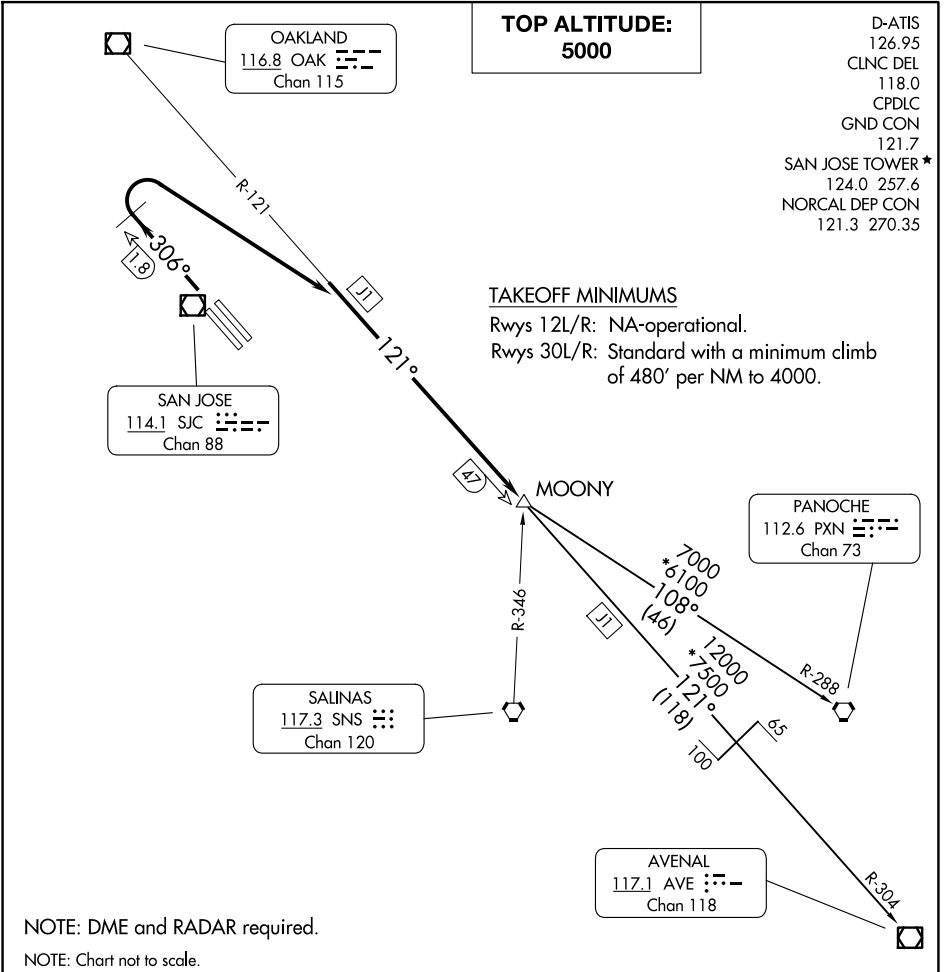 TOP ALTITUDE:
5000
D-ATIS
126.95
CLNC DEL
118.0
CPDLC
GND CON
121.7
SAN JOSE TOWER★
124.0 257.6
NORCAL DEP CON
121.3 270.35
OAKLAND
116.8 OAK
Chan 115
R-121
306°
1.8
J1
121°
TAKEOFF MINIMUMS
Rwys 12L/R: NA-operational.
Rwys 30L/R: Standard with a minimum climb
of 480' per NM to 4000.
SAN JOSE
114.1 SJC
Chan 88
47
MOONY
PANOCHE
112.6 PXN
Chan 73
7000
*6100
108°
(46)
R-288
R-346
J1
12000
*7500
121°
(118)
65
100
SALINAS
117.3 SNS
Chan 120
AVENAL
117.1 AVE
Chan 118
R-304
NOTE: DME and RADAR required.
NOTE: Chart not to scale.